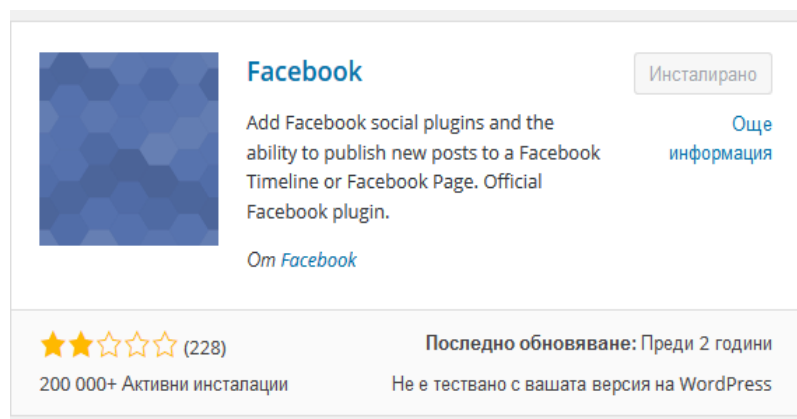 Facebook
Инсталирано
Add Facebook social plugins and the
ability to publish new posts to a Facebook
Timeline or Facebook Page. Official
Facebook plugin.
Още
информация
От Facebook
(228)
Последно обновяване: Преди 2 години
200 000+ Активни инсталации
Не е тествано с вашата версия на WordPress